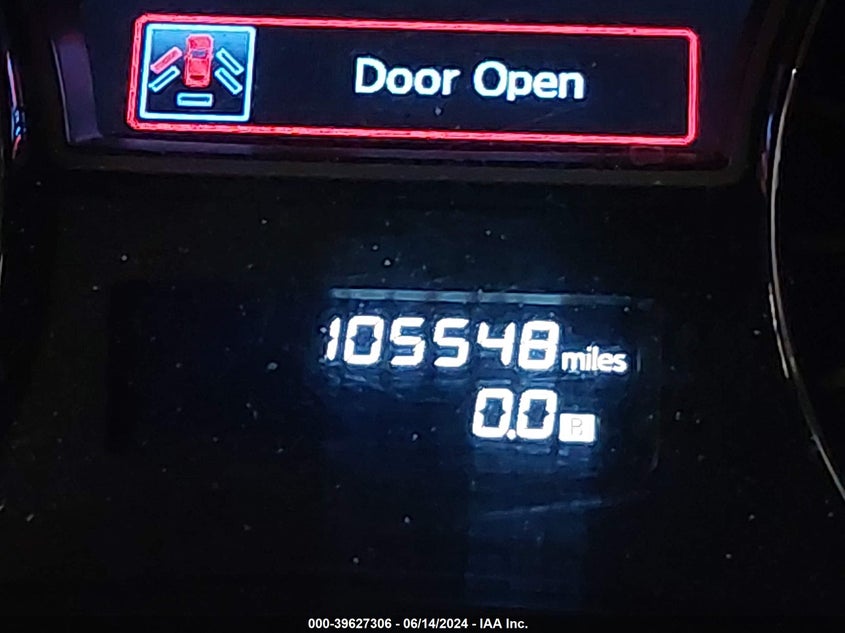 Door Open
105548 miles
0.0 P
000-39627306 - 06/14/2024 - IAA Inc.